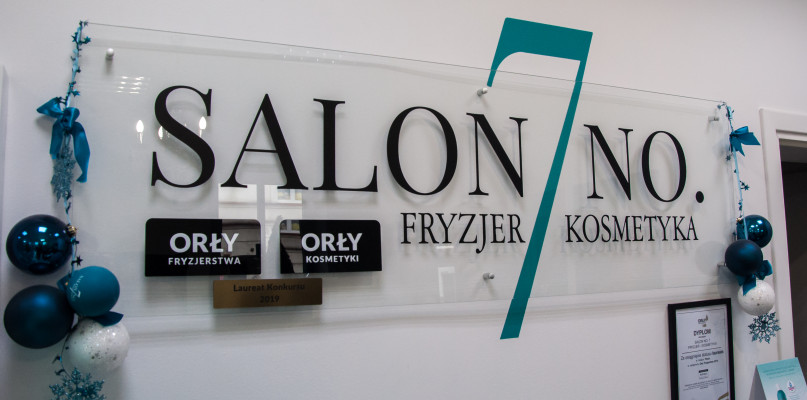 SALON 7 NO.
FRYZJER KOSMETYKA
ORŁY
FRYZJERSTWA
ORŁY
KOSMETYKI
Laureat Konkursu
2019
DYPLOM